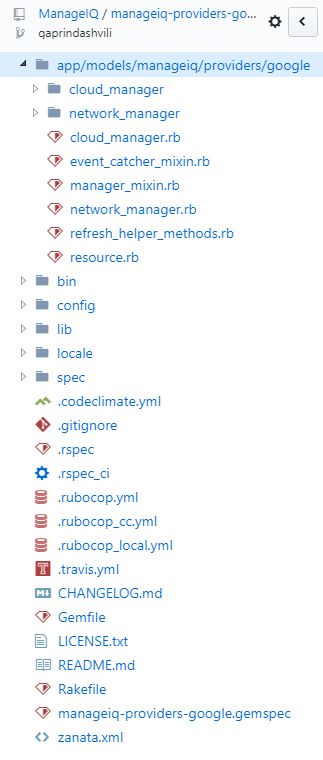 ManageIQ / manageiq-providers-go...
qaprindashvili
app/models/manageiq/providers/google
cloud_manager
network_manager
cloud_manager.rb
event_catcher_mixin.rb
manager_mixin.rb
network_manager.rb
refresh_helper_methods.rb
resource.rb
bin
config
lib
locale
spec
.codeclimate.yml
.gitignore
.rspec
.rspec_ci
.rubocop.yml
.rubocop_cc.yml
.rubocop_local.yml
.travis.yml
CHANGELOG.md
Gemfile
LICENSE.txt
README.md
Rakefile
manageiq-providers-google.gemspec
zanata.xml